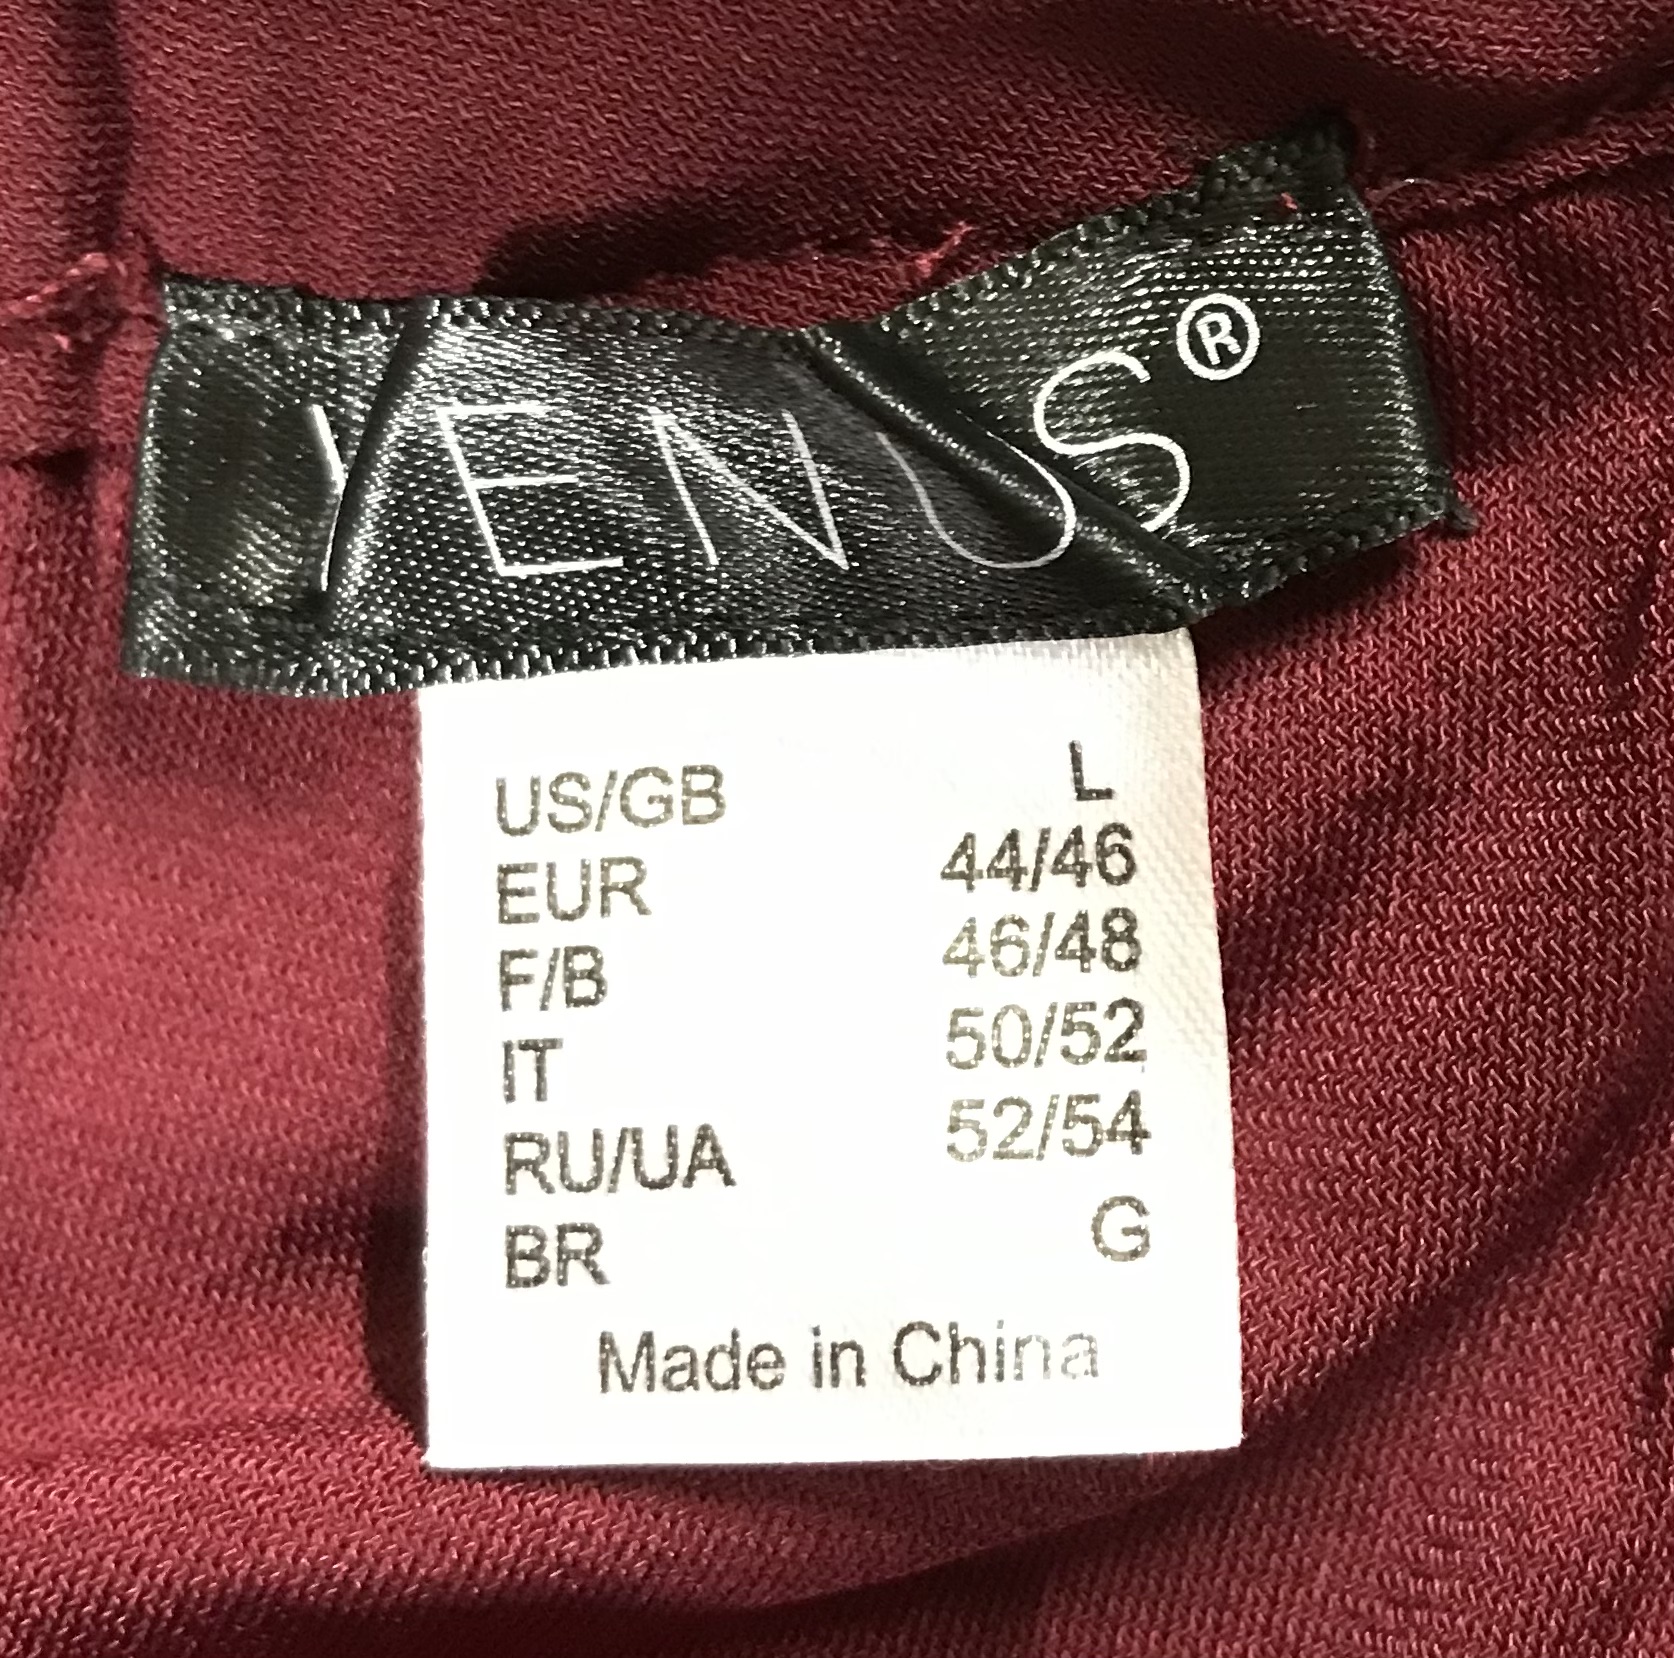 VENUS®
US/GB L
EUR 44/46
F/B 46/48
IT 50/52
RU/UA 52/54
BR G
Made in China